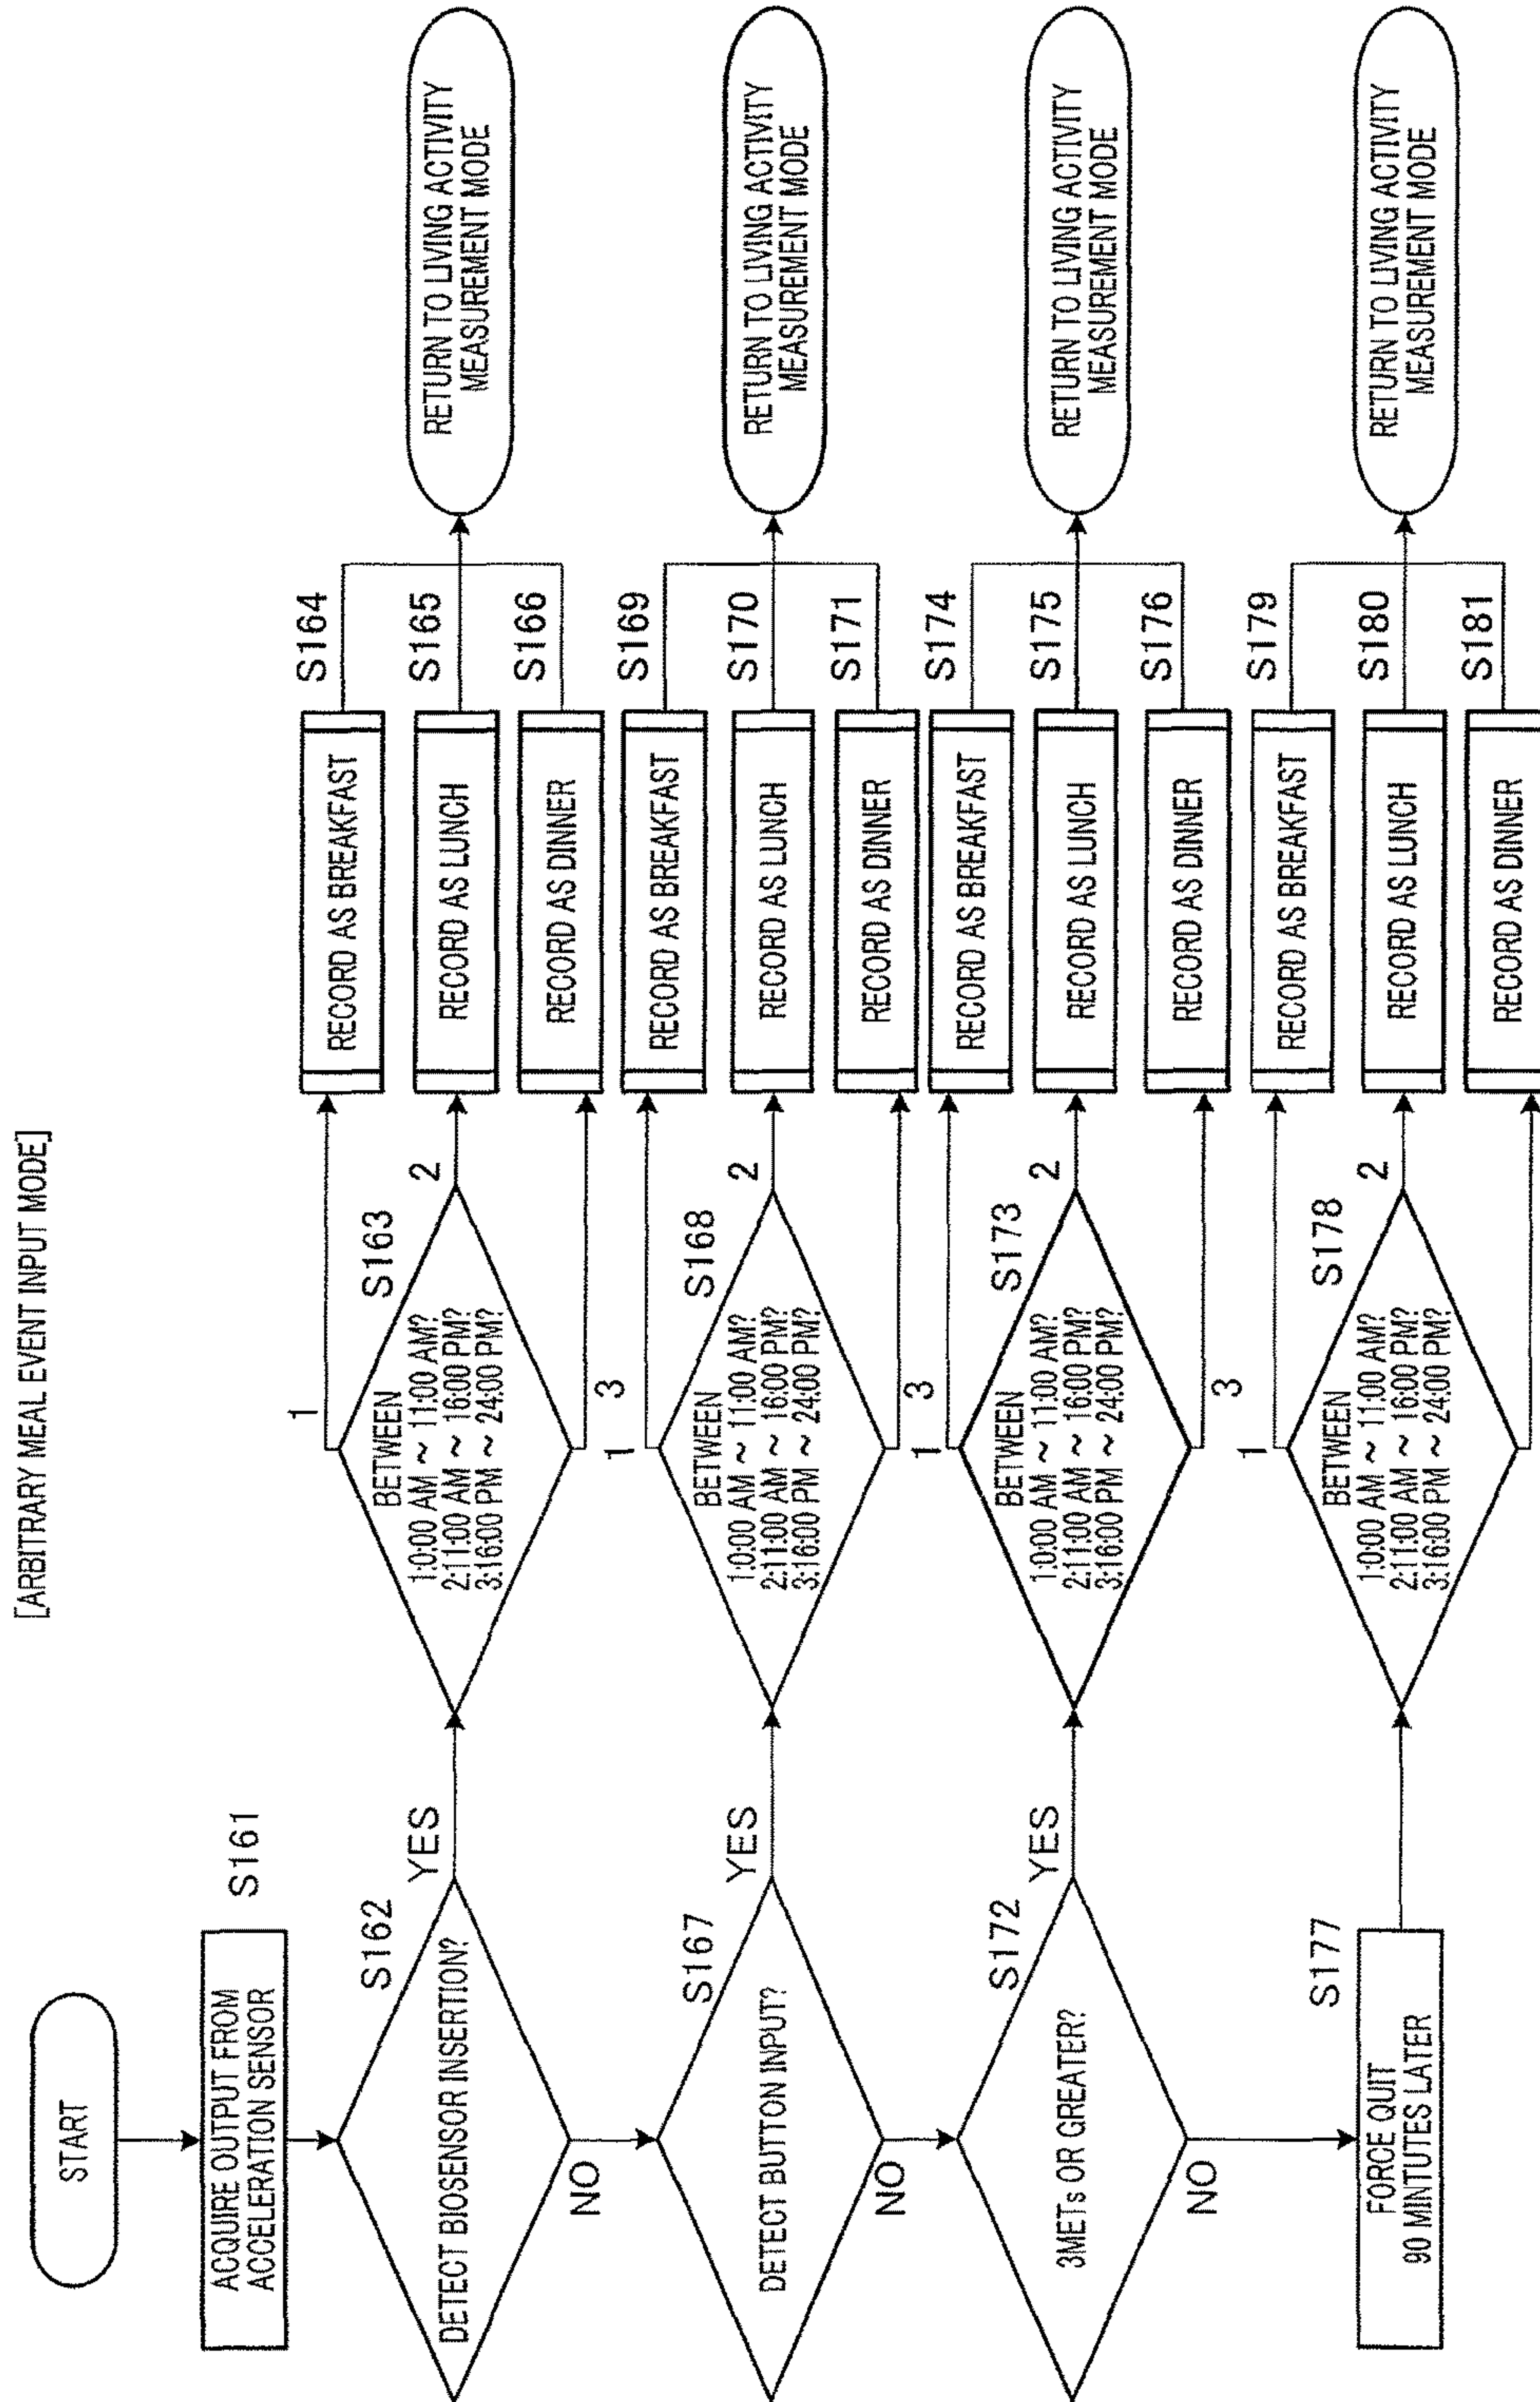 [ARBITRARY MEAL EVENT INPUT MODE]
START
ACQUIRE OUTPUT FROM
ACCELERATION SENSOR
S161
DETECT BIOSENSOR INSERTION?
S162
YES
NO
BETWEEN
1:0:00 AM ~ 11:00 AM?
2:11:00 AM ~ 16:00 PM?
3:16:00 PM ~ 24:00 PM?
S163
1
2
3
RECORD AS BREAKFAST
S164
RECORD AS LUNCH
S165
RECORD AS DINNER
S166
RETURN TO LIVING ACTIVITY
MEASUREMENT MODE
DETECT BUTTON INPUT?
S167
YES
NO
BETWEEN
1:0:00 AM ~ 11:00 AM?
2:11:00 AM ~ 16:00 PM?
3:16:00 PM ~ 24:00 PM?
S168
1
2
3
RECORD AS BREAKFAST
S169
RECORD AS LUNCH
S170
RECORD AS DINNER
S171
RETURN TO LIVING ACTIVITY
MEASUREMENT MODE
3METs OR GREATER?
S172
YES
NO
BETWEEN
1:0:00 AM ~ 11:00 AM?
2:11:00 AM ~ 16:00 PM?
3:16:00 PM ~ 24:00 PM?
S173
1
2
3
RECORD AS BREAKFAST
S174
RECORD AS LUNCH
S175
RECORD AS DINNER
S176
RETURN TO LIVING ACTIVITY
MEASUREMENT MODE
FORCE QUIT
90 MINTUTES LATER
S177
BETWEEN
1:0:00 AM ~ 11:00 AM?
2:11:00 AM ~ 16:00 PM?
3:16:00 PM ~ 24:00 PM?
S178
1
2
RECORD AS BREAKFAST
S179
RECORD AS LUNCH
S180
RECORD AS DINNER
S181
RETURN TO LIVING ACTIVITY
MEASUREMENT MODE